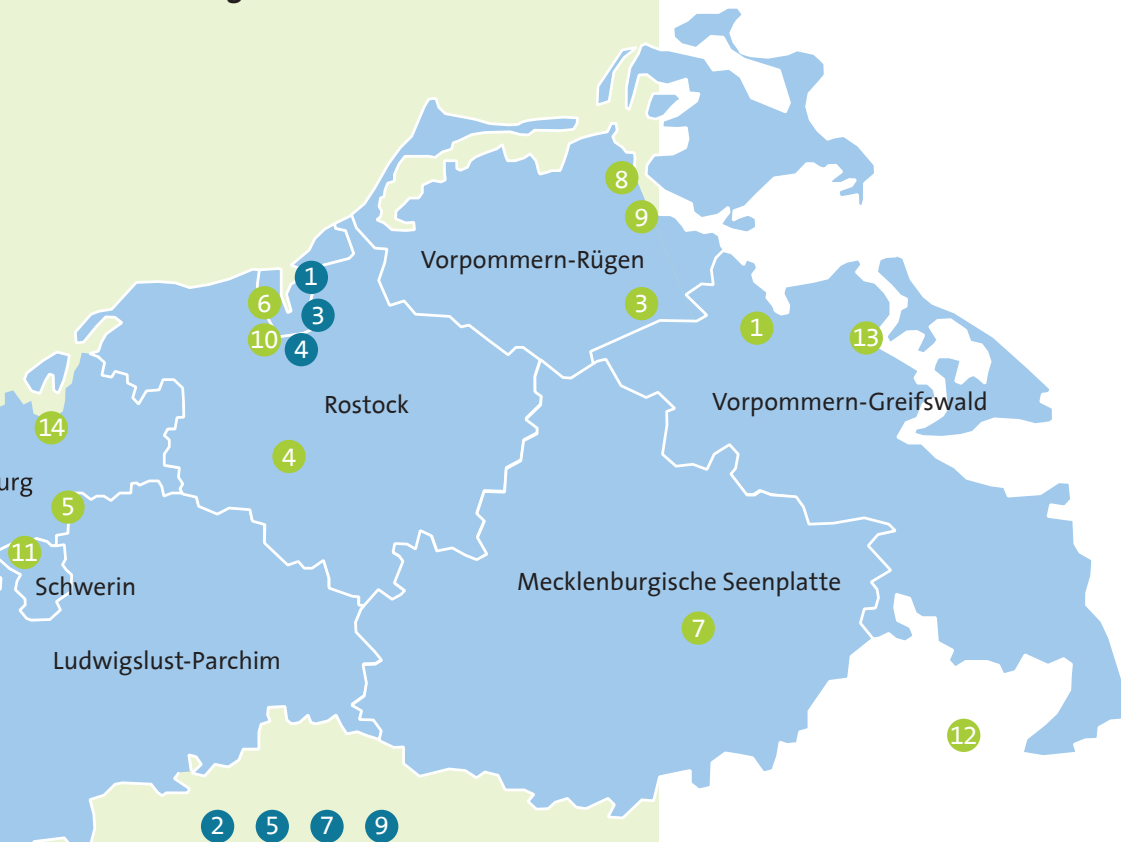 8
9
Vorpommern-Rügen
1
6
3
3
1
10
4
13
Rostock
Vorpommern-Greifswald
14
4
urg
5
11
Schwerin
Mecklenburgische Seenplatte
7
Ludwigslust-Parchim
12
2 5 7 9